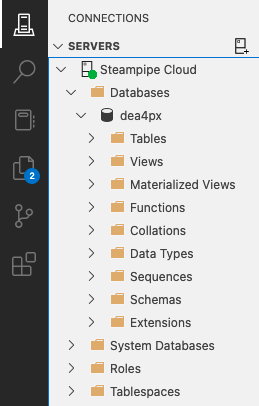 CONNECTIONS
SERVERS
Steampipe Cloud
Databases
dea4px
Tables
Views
Materialized Views
Functions
Collations
Data Types
Sequences
Schemas
Extensions
System Databases
Roles
Tablespaces
2